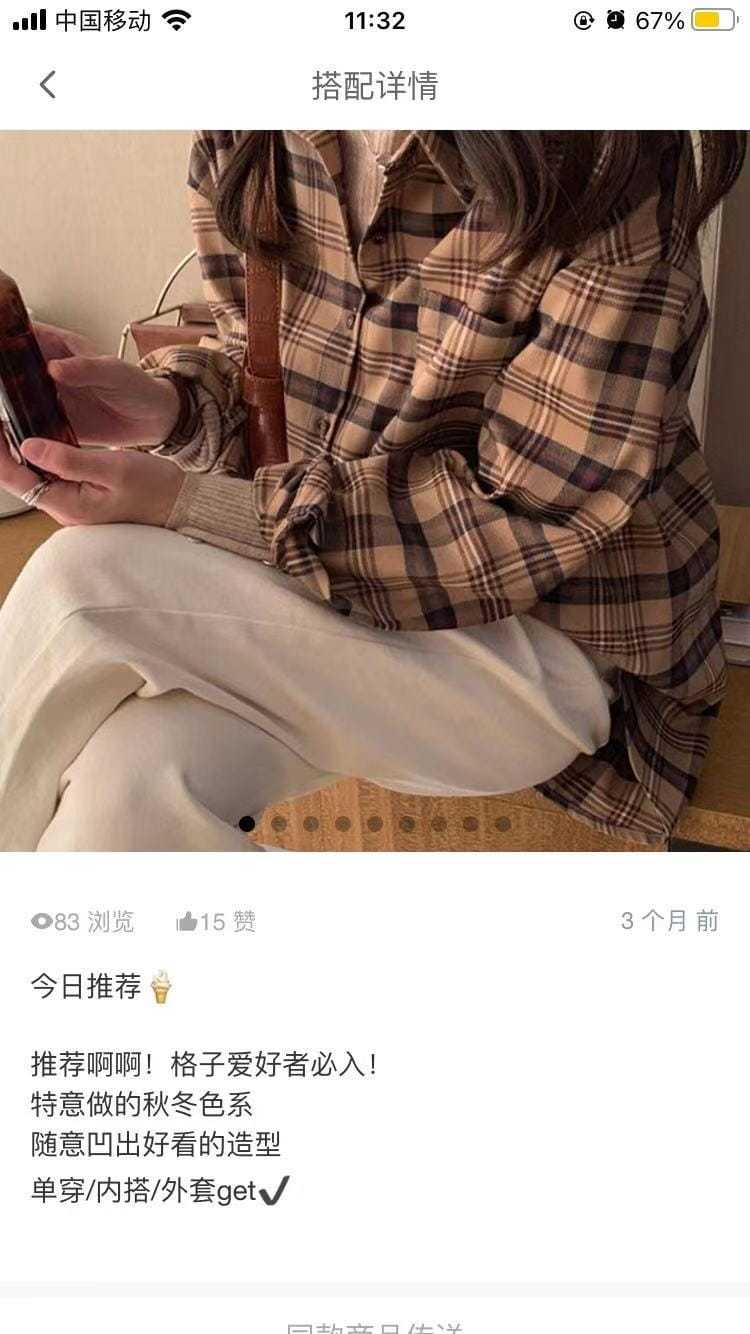 中国移动 11:32 67%
搭配详情
83 浏览 15 赞 3 个月 前
今日推荐🍦
推荐啊啊！格子爱好者必入！
特意做的秋冬色系
随意凹出好看的造型
单穿/内搭/外套get✔